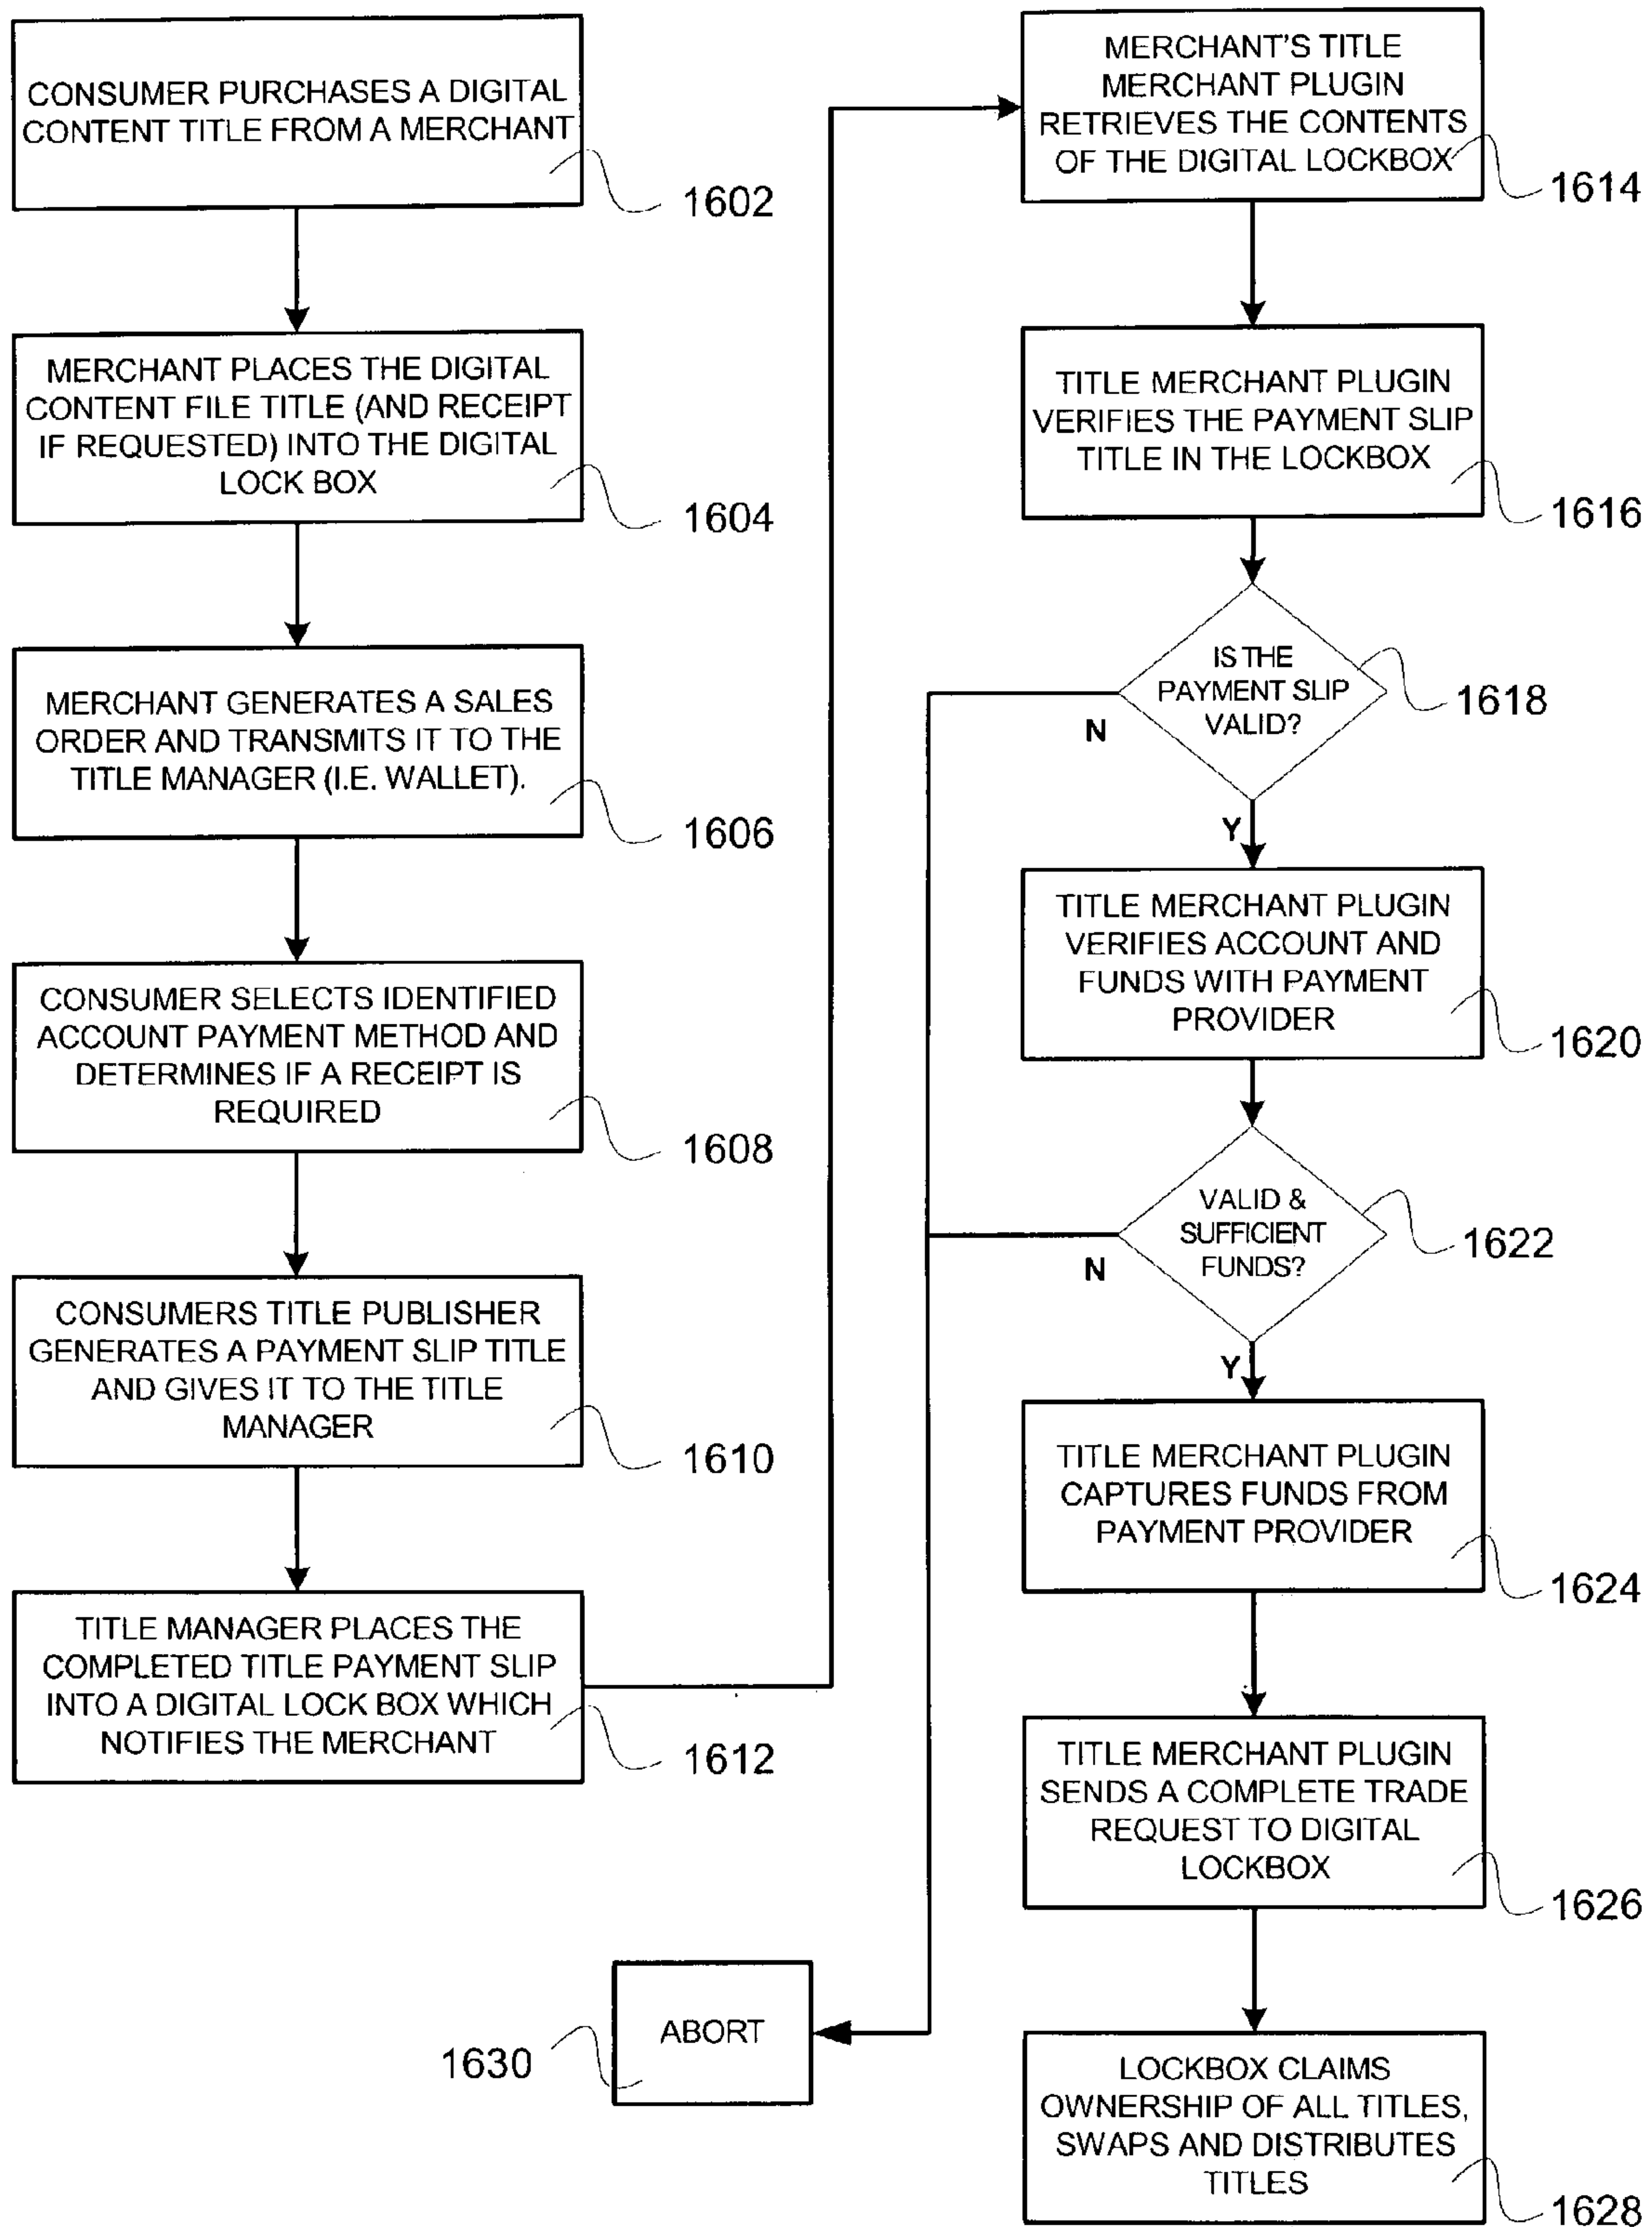 CONSUMER PURCHASES A DIGITAL
CONTENT TITLE FROM A MERCHANT
1602
MERCHANT PLACES THE DIGITAL
CONTENT FILE TITLE (AND RECEIPT
IF REQUESTED) INTO THE DIGITAL
LOCK BOX
1604
MERCHANT GENERATES A SALES
ORDER AND TRANSMITS IT TO THE
TITLE MANAGER (I.E. WALLET).
1606
CONSUMER SELECTS IDENTIFIED
ACCOUNT PAYMENT METHOD AND
DETERMINES IF A RECEIPT IS
REQUIRED
1608
CONSUMERS TITLE PUBLISHER
GENERATES A PAYMENT SLIP TITLE
AND GIVES IT TO THE TITLE
MANAGER
1610
TITLE MANAGER PLACES THE
COMPLETED TITLE PAYMENT SLIP
INTO A DIGITAL LOCK BOX WHICH
NOTIFIES THE MERCHANT
1612
MERCHANT'S TITLE
MERCHANT PLUGIN
RETRIEVES THE CONTENTS
OF THE DIGITAL LOCKBOX
1614
TITLE MERCHANT PLUGIN
VERIFIES THE PAYMENT SLIP
TITLE IN THE LOCKBOX
1616
IS THE
PAYMENT SLIP
VALID?
1618
N
Y
TITLE MERCHANT PLUGIN
VERIFIES ACCOUNT AND
FUNDS WITH PAYMENT
PROVIDER
1620
VALID &
SUFFICIENT
FUNDS?
1622
N
Y
TITLE MERCHANT PLUGIN
CAPTURES FUNDS FROM
PAYMENT PROVIDER
1624
TITLE MERCHANT PLUGIN
SENDS A COMPLETE TRADE
REQUEST TO DIGITAL
LOCKBOX
1626
ABORT
1630
LOCKBOX CLAIMS
OWNERSHIP OF ALL TITLES,
SWAPS AND DISTRIBUTES
TITLES
1628